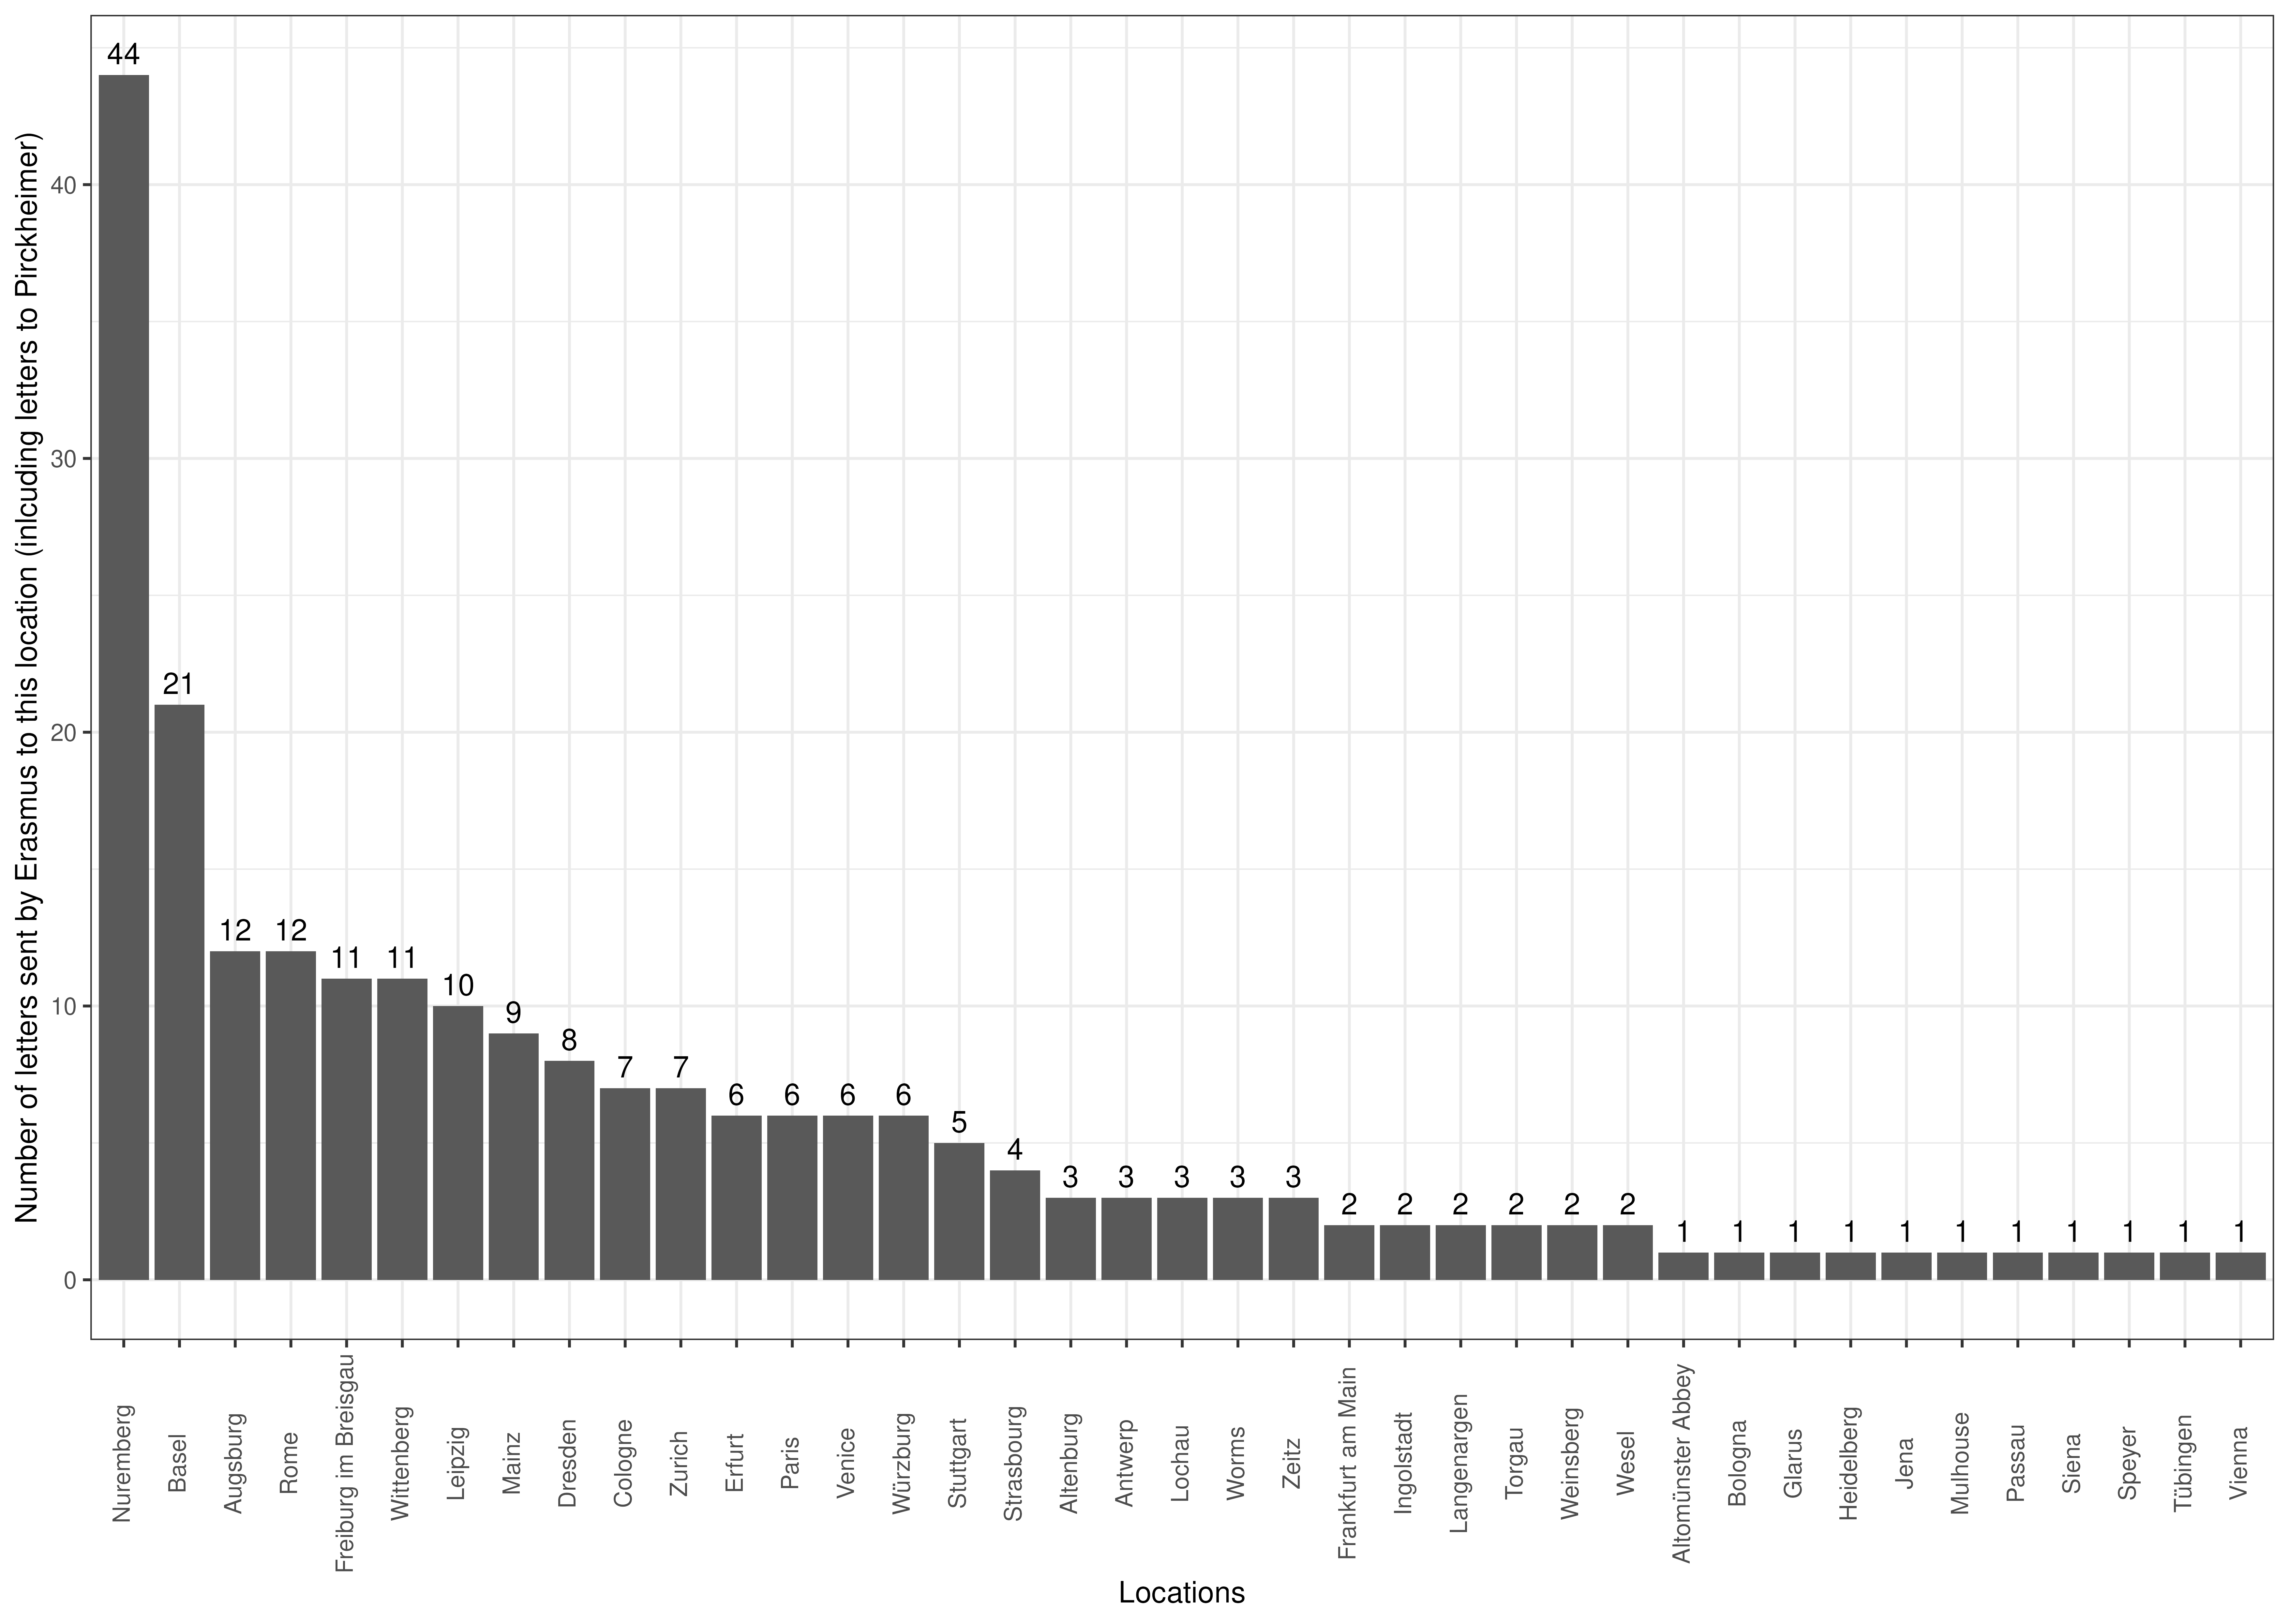 Number of letters sent by Erasmus to this location (inlcuding letters to Pirckheimer)
40
30
20
10
0
44
21
12
12
11
11
10
9
8
7
7
6
6
6
6
5
4
3
3
3
3
3
2
2
2
2
2
2
1
1
1
1
1
1
1
1
1
1
1
Nuremberg
Basel
Augsburg
Rome
Freiburg im Breisgau
Wittenberg
Leipzig
Mainz
Dresden
Cologne
Zurich
Erfurt
Paris
Venice
Würzburg
Stuttgart
Strasbourg
Altenburg
Antwerp
Lochau
Worms
Zeitz
Frankfurt am Main
Ingolstadt
Langenargen
Torgau
Weinsberg
Wesel
Altomünster Abbey
Bologna
Glarus
Heidelberg
Jena
Mulhouse
Passau
Siena
Speyer
Tübingen
Vienna
Locations